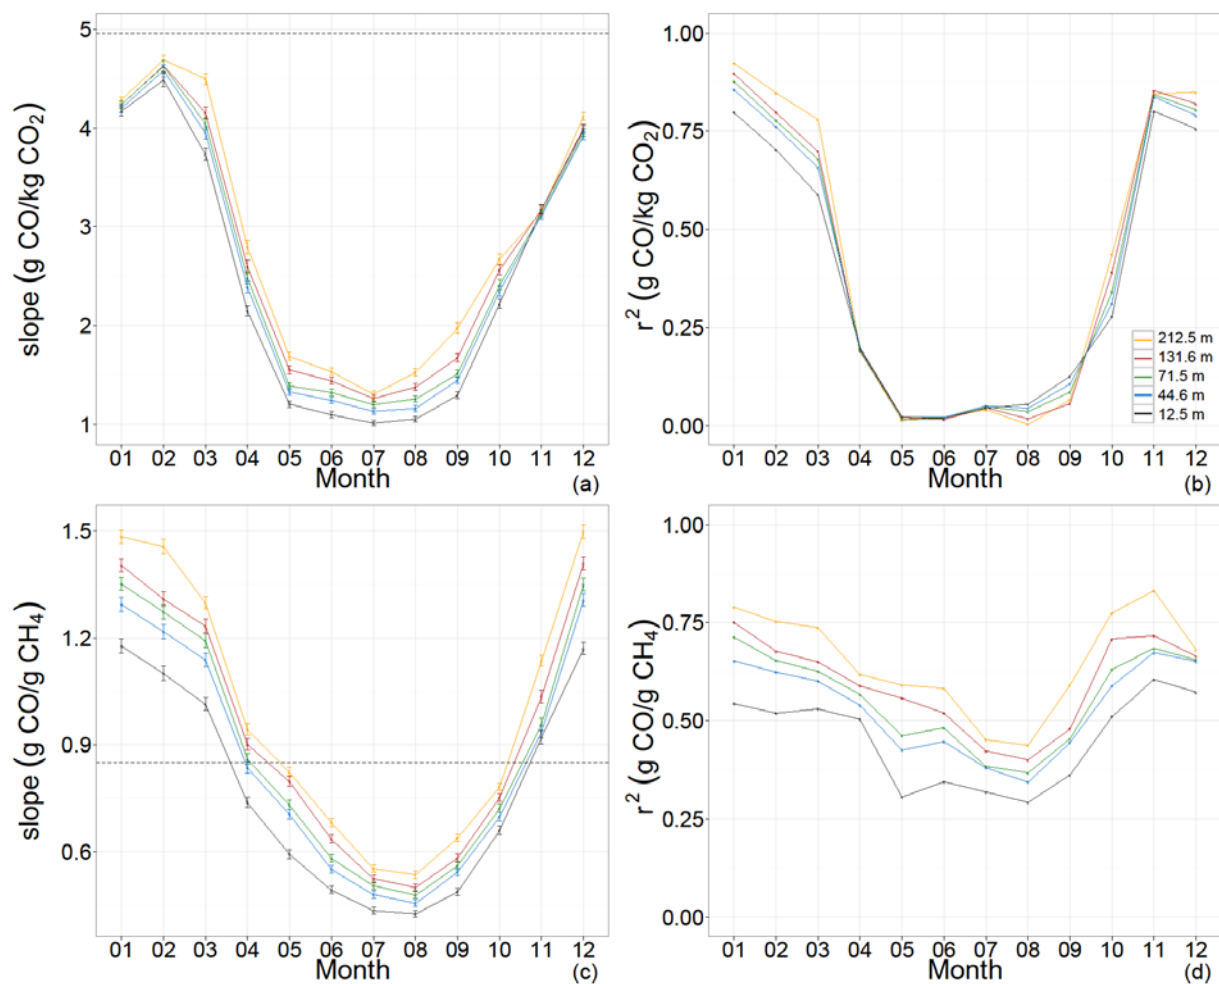 5
4
3
2
1
slope (g CO/kg CO₂)
01 02 03 04 05 06 07 08 09 10 11 12
Month
(a)
1.00
0.75
0.50
0.25
0.00
r² (g CO/kg CO₂)
212.5 m
131.6 m
71.5 m
44.6 m
12.5 m
01 02 03 04 05 06 07 08 09 10 11 12
Month
(b)
1.5
1.2
0.9
0.6
slope (g CO/g CH₄)
01 02 03 04 05 06 07 08 09 10 11 12
Month
(c)
1.00
0.75
0.50
0.25
0.00
r² (g CO/g CH₄)
01 02 03 04 05 06 07 08 09 10 11 12
Month
(d)